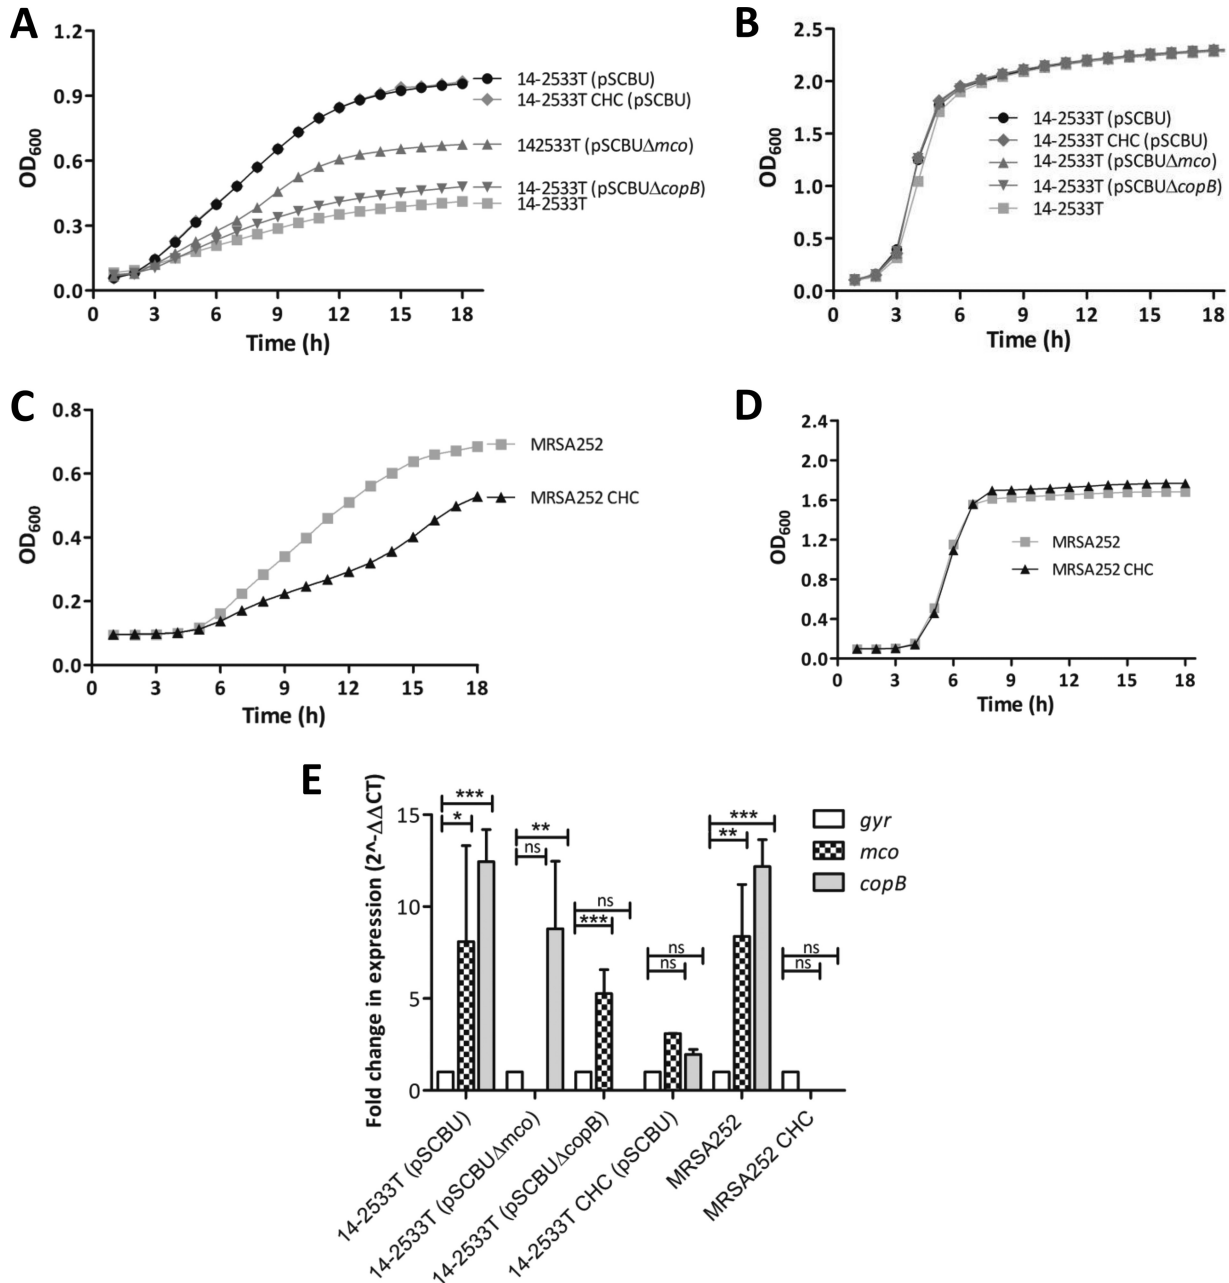 A
1.2
0.9
0.6
0.3
0.0
OD600
0 3 6 9 12 15 18
Time (h)
14-2533T (pSCBU)
14-2533T CHC (pSCBU)
142533T (pSCBUΔmco)
14-2533T (pSCBUΔcopB)
14-2533T
B
2.5
2.0
1.5
1.0
0.5
0.0
OD600
0 3 6 9 12 15 18
Time (h)
14-2533T (pSCBU)
14-2533T CHC (pSCBU)
14-2533T (pSCBUΔmco)
14-2533T (pSCBUΔcopB)
14-2533T
C
0.8
0.6
0.4
0.2
0.0
OD600
0 3 6 9 12 15 18
Time (h)
MRSA252
MRSA252 CHC
D
2.4
2.0
1.6
1.2
0.8
0.4
0.0
OD600
0 3 6 9 12 15 18
Time (h)
MRSA252
MRSA252 CHC
E
Fold change in expression (2^-ΔΔCT)
15
10
5
0
***
*
**
ns
ns
***
ns
ns
***
**
ns
ns
gyr
mco
copB
14-2533T (pSCBU)
14-2533T (pSCBUΔmco)
14-2533T (pSCBUΔcopB)
14-2533T CHC (pSCBU)
MRSA252
MRSA252 CHC